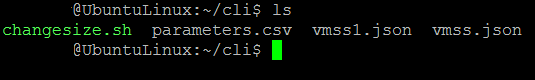 @UbuntuLinux:~/cli$ ls
changesize.sh parameters.csv vmss1.json vmss.json
@UbuntuLinux:~/cli$